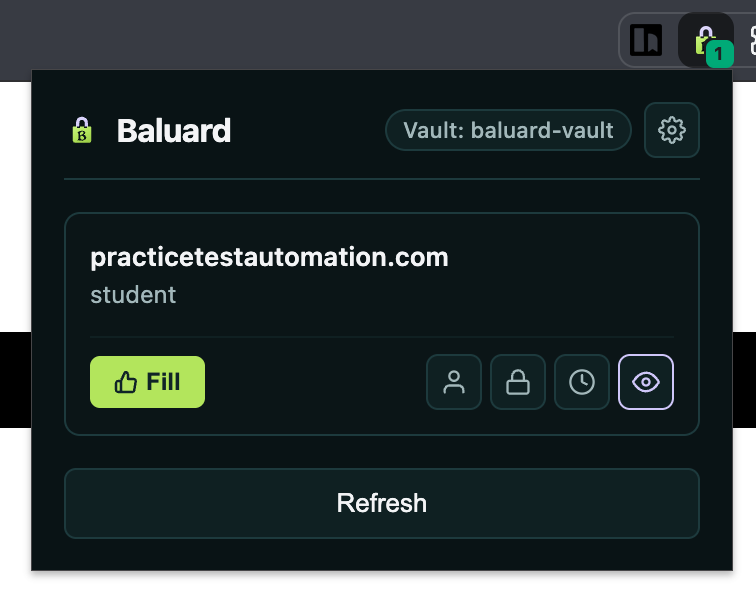 1
Baluard
Vault: baluard-vault
practicetestautomation.com
student
Fill
Refresh